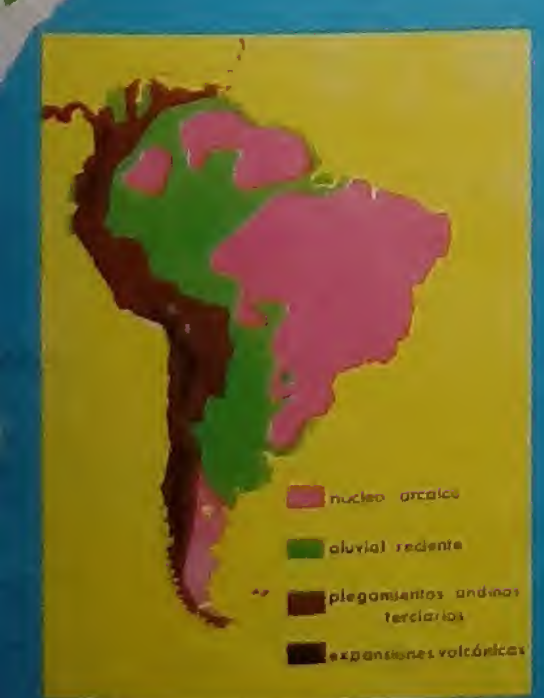 nucleo arcaico
aluvial reciente
plegamientos andinos
terciarios
expansiones volcánicas